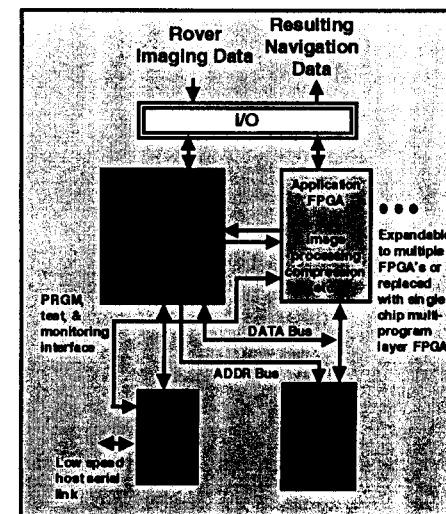 Rover
Imaging Data
Resulting
Navigation
Data
I/O
Application
FPGA
Image
processing
compression
Expandable
to multiple
FPGA's or
replaced
with single
chip multi-
program
layer FPGA
PRGM,
test, &
monitoring
interface
DATA Bus
ADDR Bus
Low speed
host serial
link